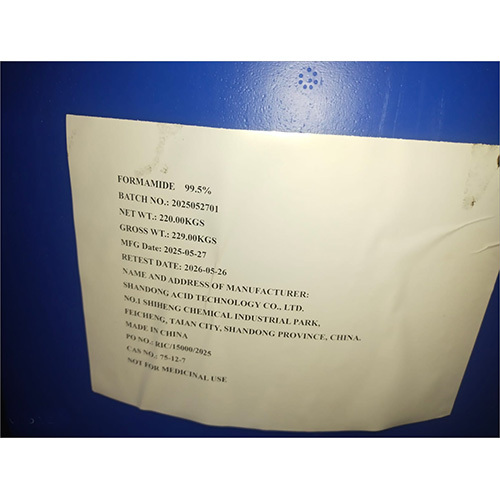 FORMAMIDE 99.5%
BATCH NO.: 2025052701
NET WT.: 220.00KGS
GROSS WT.: 229.00KGS
MFG Date: 2025-05-27
RETEST DATE: 2026-05-26
NAME AND ADDRESS OF MANUFACTURER:
SHANDONG ACID TECHNOLOGY CO., LTD.
NO.1 SHIHENG CHEMICAL INDUSTRIAL PARK,
FEICHENG, TAIAN CITY, SHANDONG PROVINCE, CHINA.
MADE IN CHINA
PO NO.: RIC/15000/2025
CAS NO.: 75-12-7
NOT FOR MEDICINAL USE